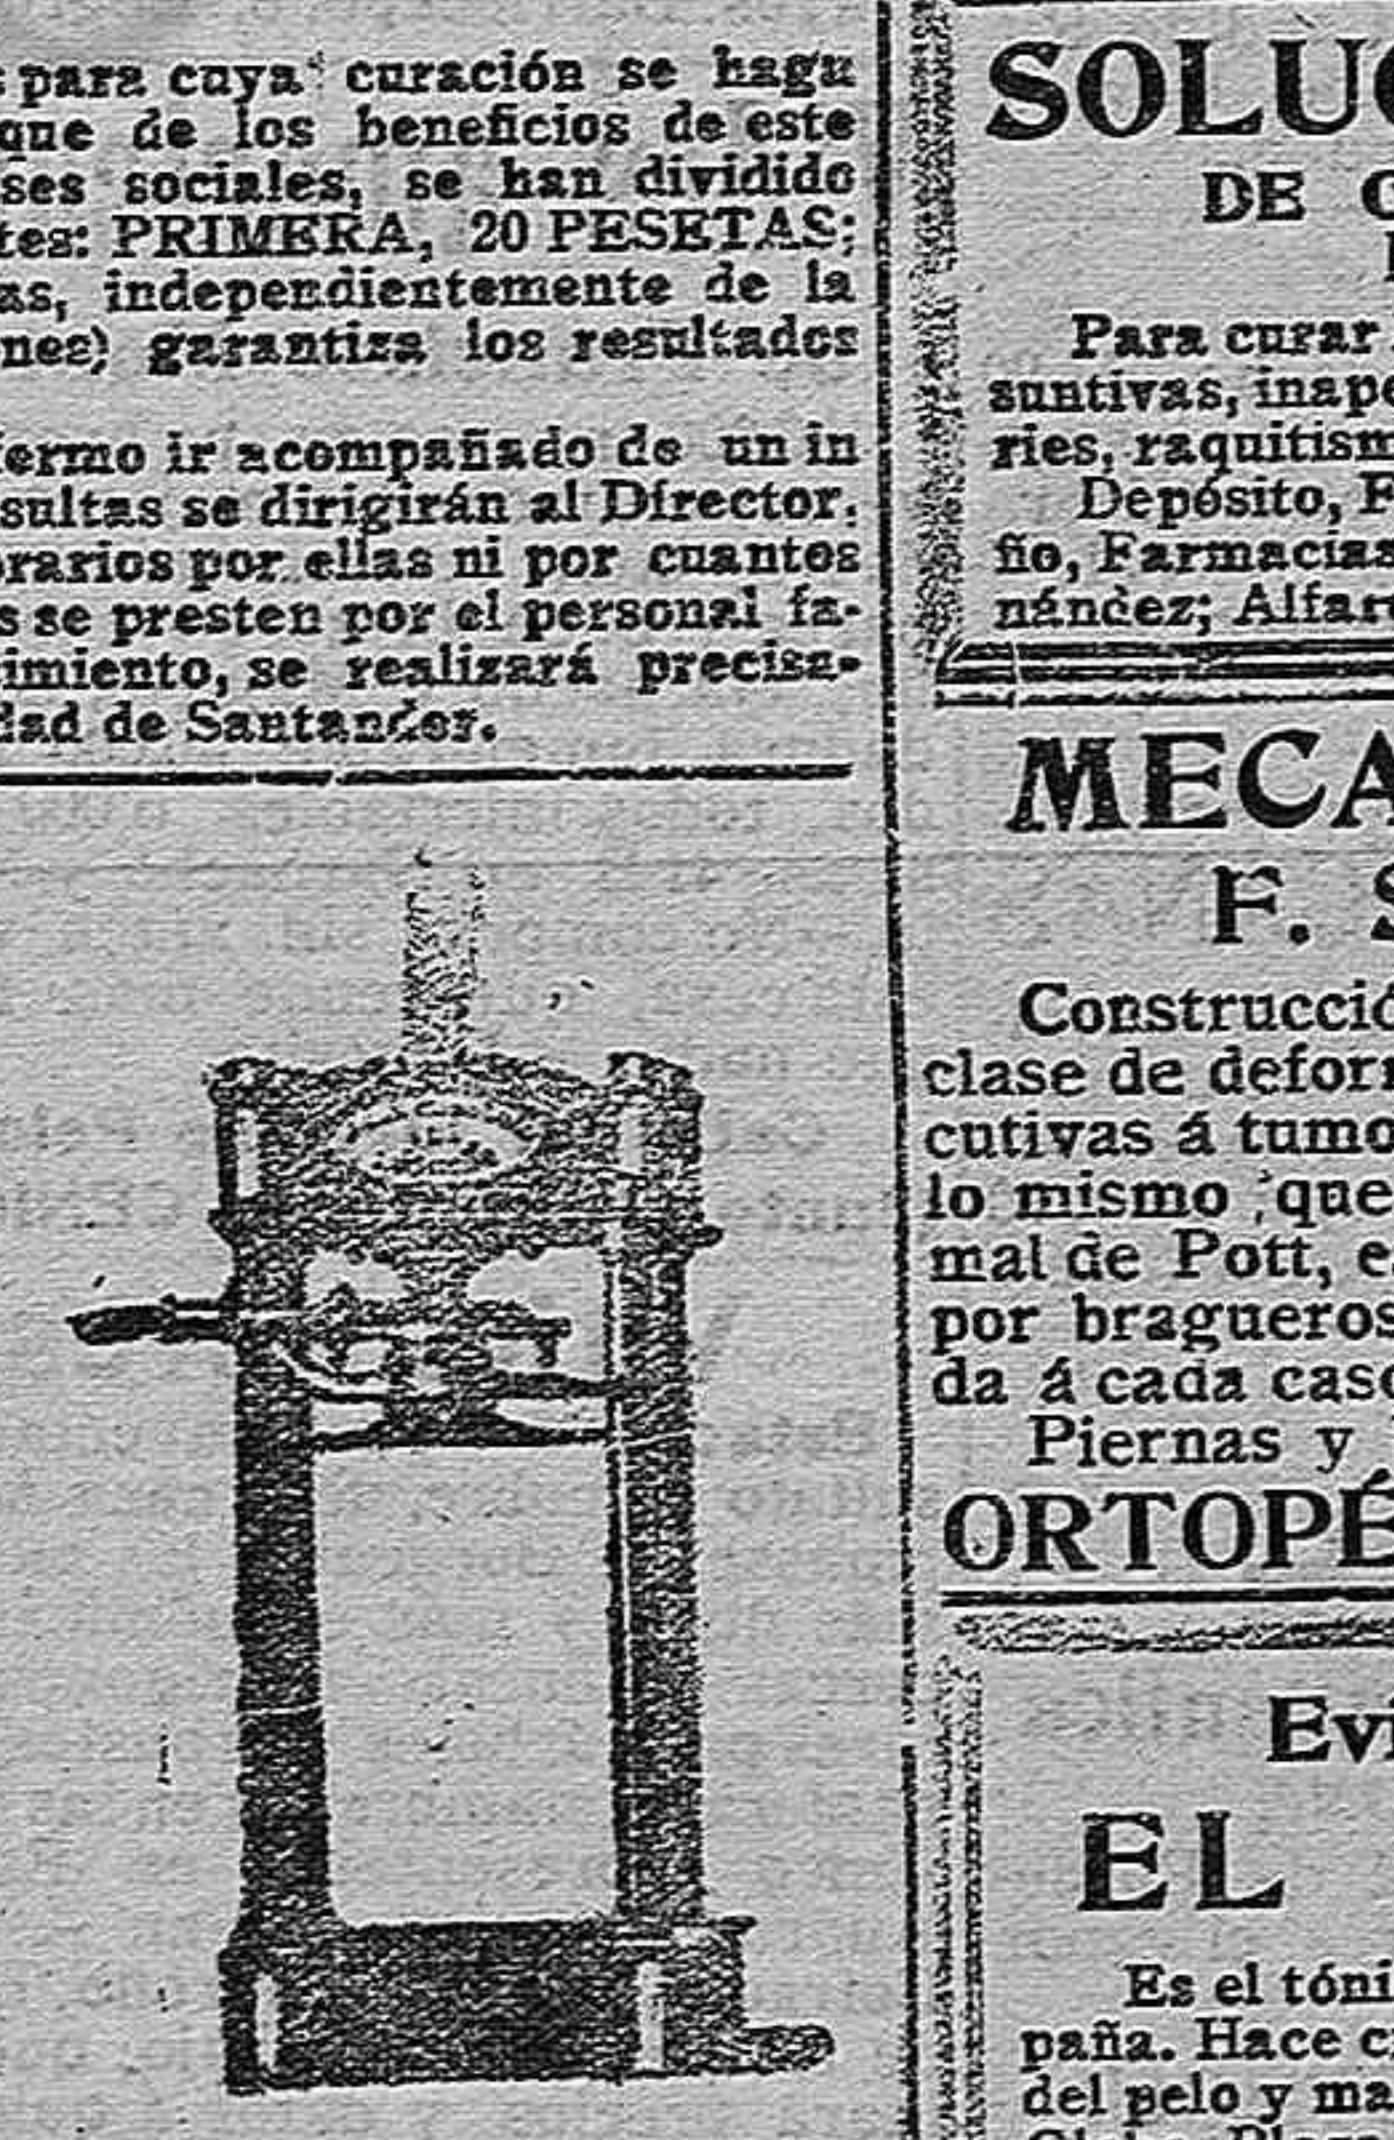 para cuya curación se haga
que de los beneficios de este
ses sociales, se han dividido
tes: PRIMERA, 20 PESETAS;
as, independientemente de la
nes) garantiza los resultados
fermo ir acompañado de un in
sultas se dirigirán al Director.
orarios por ellas ni por cuantos
s se presten por el personal fa-
imiento, se realizará precisa-
dad de Santander.
SOLUC
DE
Para curar
suntivas, inape
ries, raquitism
Depósito, F
ño, Farmacias
nández; Alfar
MECA
F. S
Construcció
clase de defor
cutivas á tumo
lo mismo que
mal de Pott, es
por bragueros
da á cada caso
Piernas y
ORTOPÉ
Evi
EL
Es el tóni
paña. Hace c
del pelo y ma